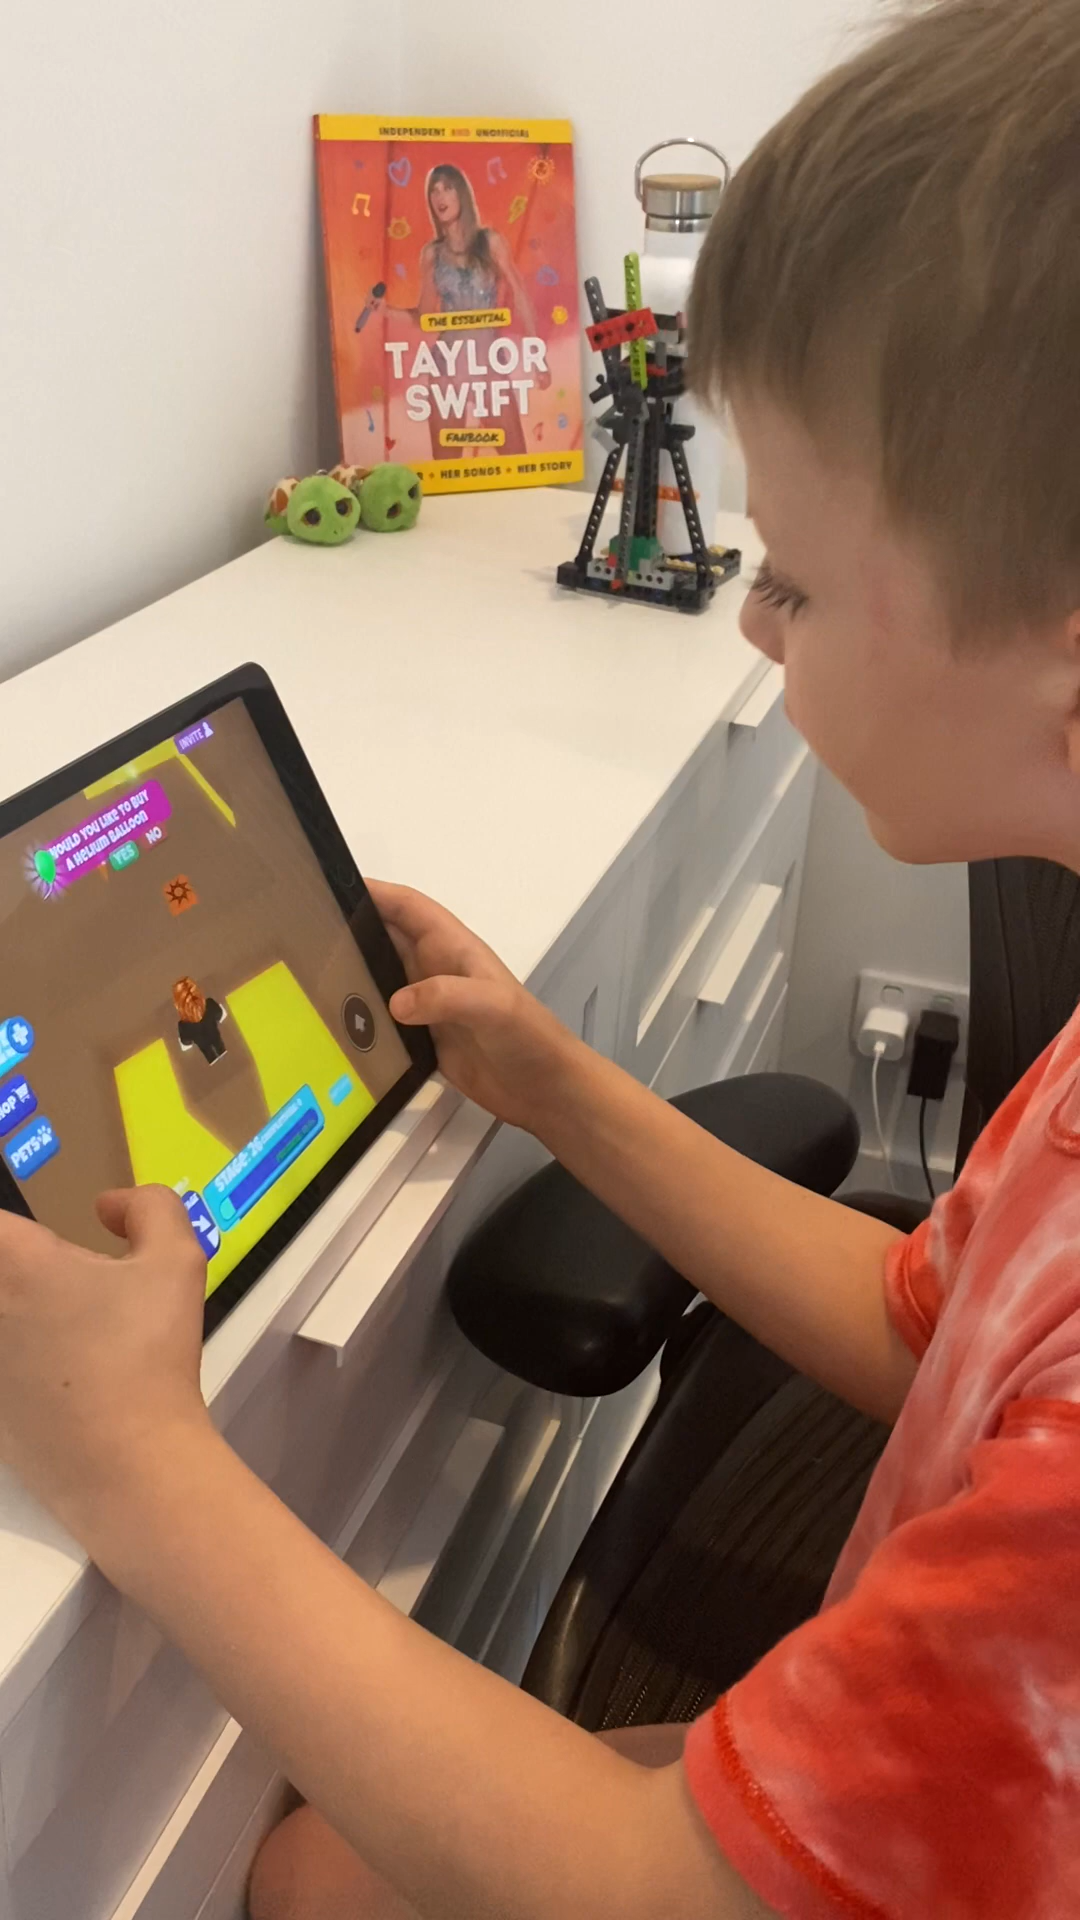 INDEPENDENT AND UNOFFICIAL
THE ESSENTIAL
TAYLOR
SWIFT
FANBOOK
HER SONGS HER STORY
INVITE
WOULD YOU LIKE TO BUY
A HELIUM BALLOON
YES NO
HOP
PETS
STAGE: 26